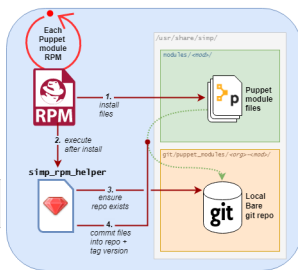 Each
Puppet
module
RPM
RPM
1.
install
files
2. execute
after install
simp_rpm_helper
3.
ensure
repo exists
4.
commit files
into repo +
tag version
/usr/share/simp/
modules/<mod>/
p
Puppet
module
files
git/puppet_modules/<org>-<mod>/
git
Local
Bare
git repo